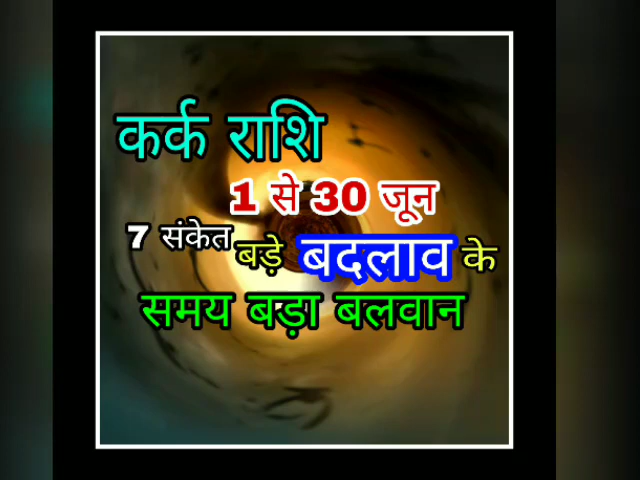 कर्क राशि
1 से 30 जून
7 संकेत बड़े बदलाव के
समय बड़ा बलवान